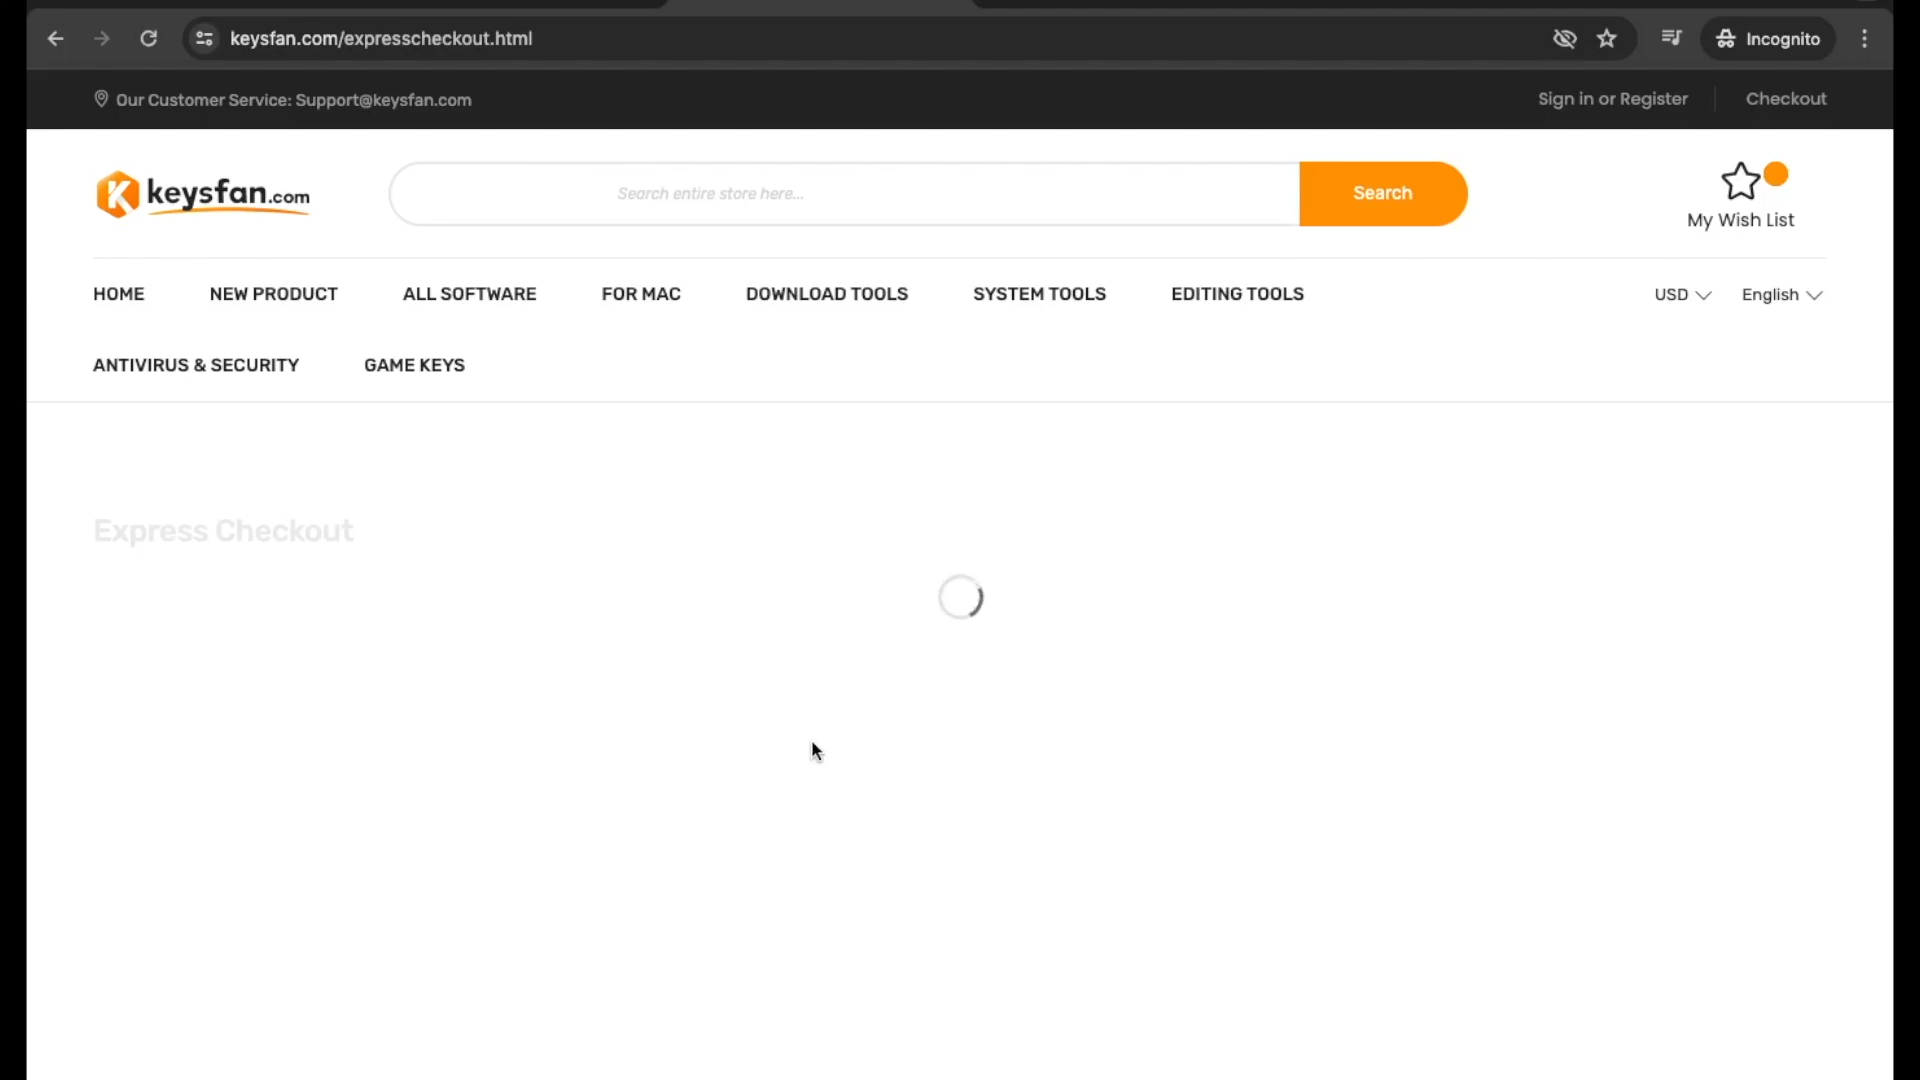 keysfan.com/expresscheckout.html
Incognito
Our Customer Service: Support@keysfan.com
Sign in or Register
Checkout
keysfan.com
Search entire store here...
Search
My Wish List
HOME NEW PRODUCT ALL SOFTWARE FOR MAC DOWNLOAD TOOLS SYSTEM TOOLS EDITING TOOLS
USD English
ANTIVIRUS & SECURITY GAME KEYS
Express Checkout